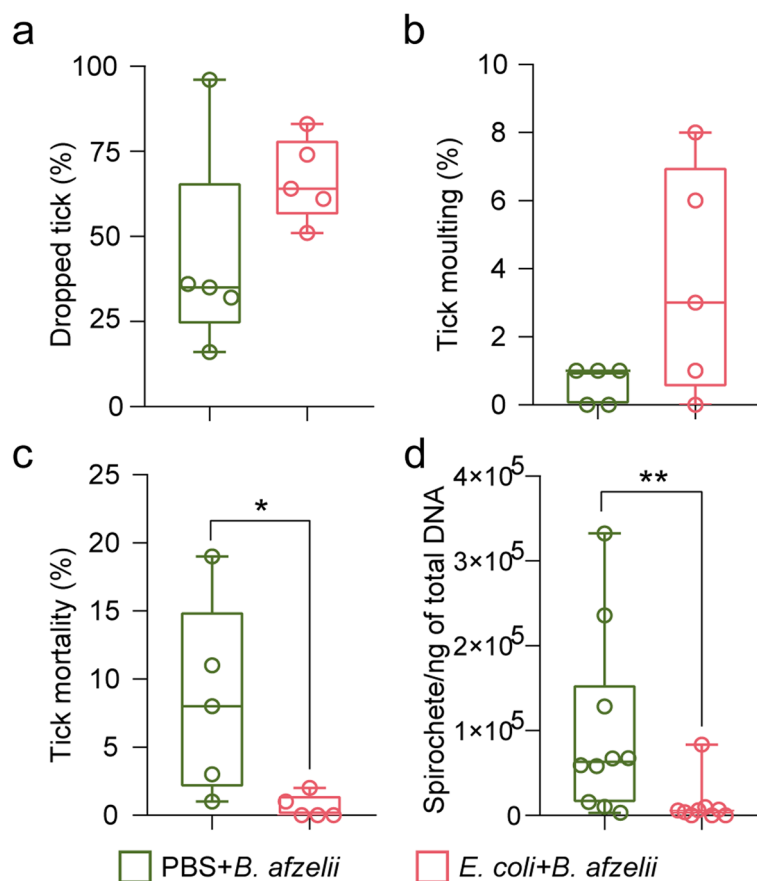 a
Dropped tick (%)
100
75
50
25
0
b
Tick moulting (%)
10
8
6
4
2
0
c
Tick mortality (%)
25
20
15
10
5
0
*
d
Spirochete/ng of total DNA
4×10⁵
3×10⁵
2×10⁵
1×10⁵
0
**
PBS+B. afzelii
E. coli+B. afzelii